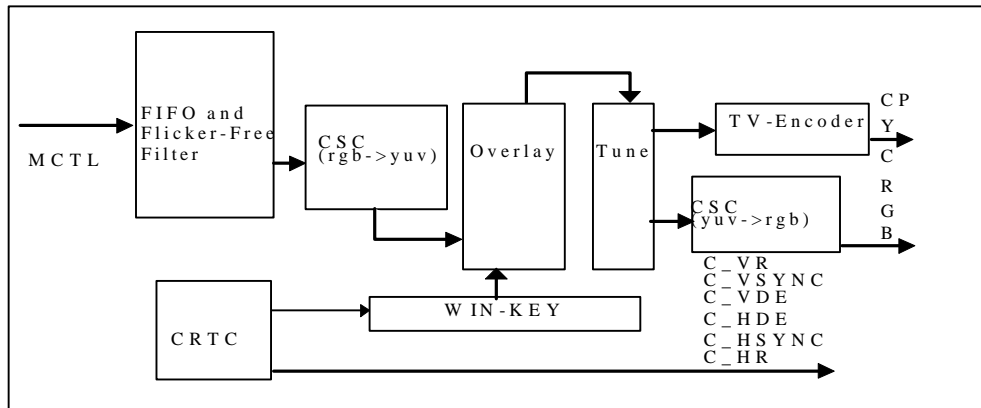 MCTL
FIFO and
Flicker-Free
Filter
CSC
(rgb->yuv)
Overlay
Tune
TV-Encoder
CP
Y
C
CSC
(yuv->rgb)
R
G
B
WIN-KEY
CRTC
C_VR
C_VSYNC
C_VDE
C_HDE
C_HSYNC
C_HR